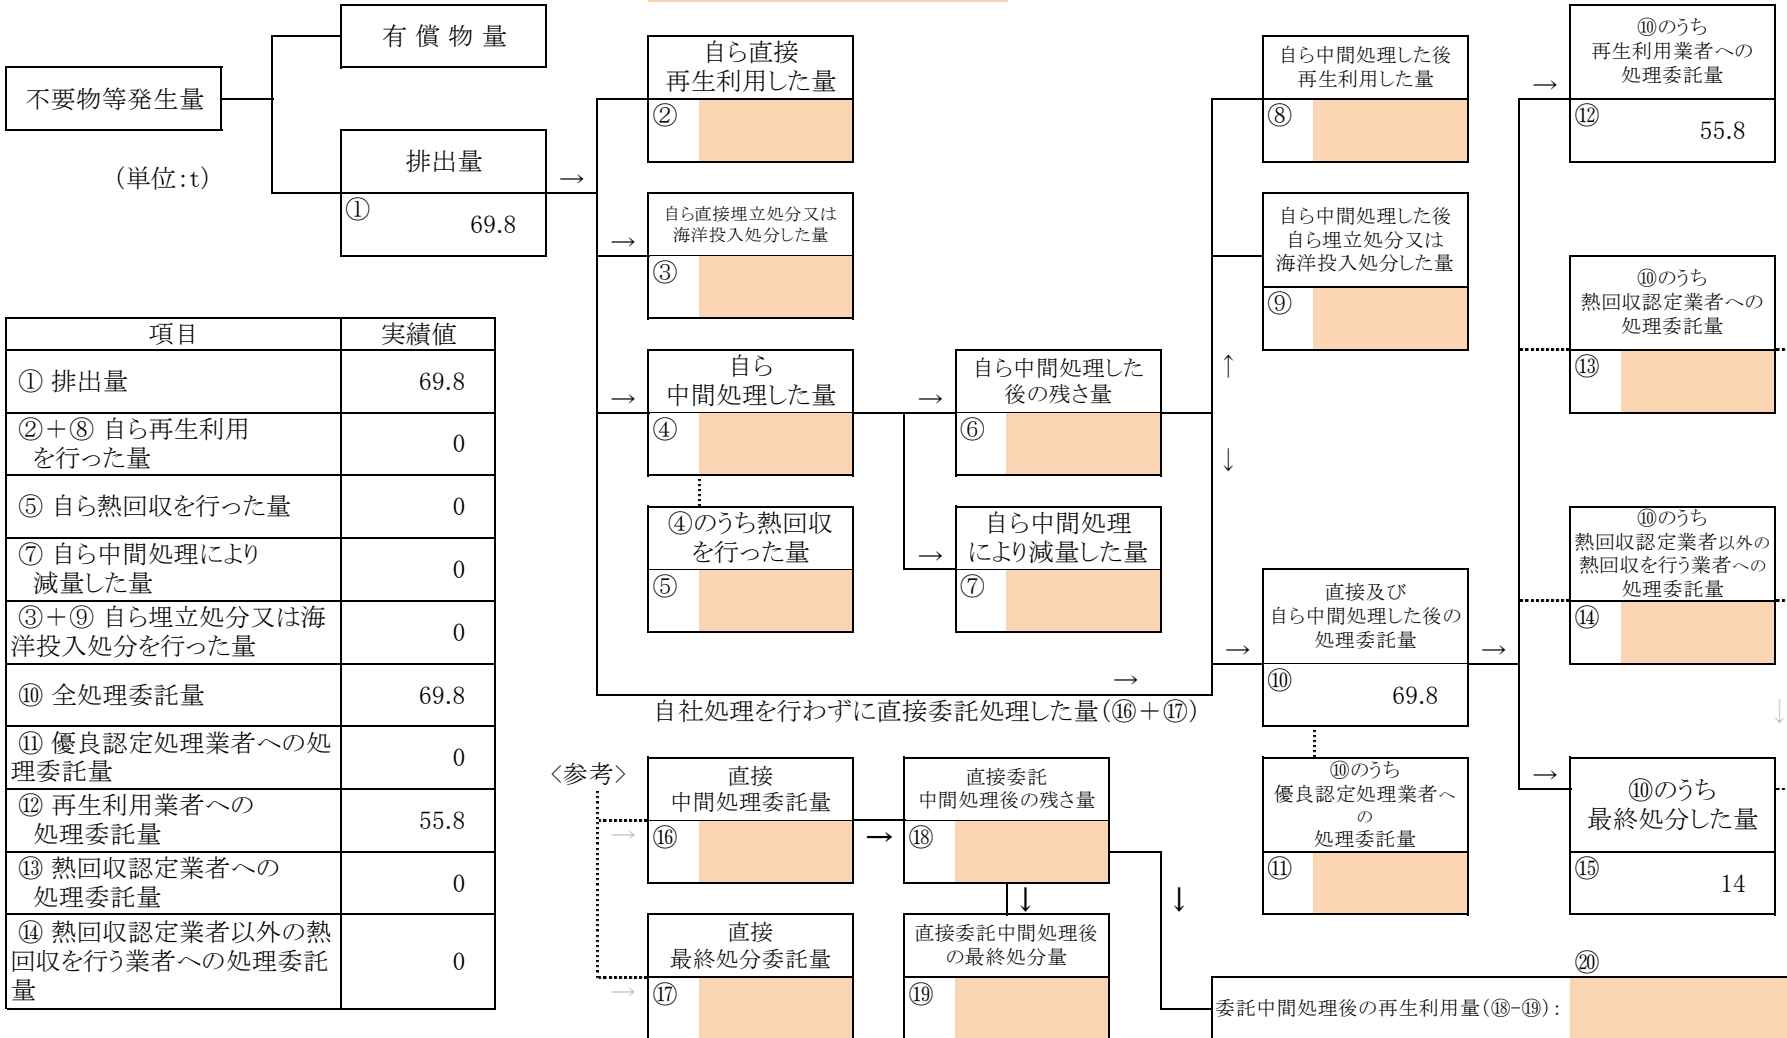 不要物等発生量
有 償 物 量
(単位:t)
排出量
→
①
69.8
自ら直接
再生利用した量
②
→
自ら直接埋立処分又は
海洋投入処分した量
③
→
自ら
中間処理した量
④
④のうち熱回収
を行った量
⑤
→
自ら中間処理した
後の残さ量
⑥
→
自ら中間処理
により減量した量
⑦
自ら中間処理した後
再生利用した量
⑧
自ら中間処理した後
自ら埋立処分又は
海洋投入処分した量
⑨
↑
↓
→
自社処理を行わずに直接委託処理した量(⑯+⑰)
→
直接及び
自ら中間処理した後の
処理委託量
⑩
69.8
→
⑩のうち
優良認定処理業者へ
の
処理委託量
⑪
→
⑩のうち
再生利用業者への
処理委託量
⑫
55.8
⑩のうち
熱回収認定業者への
処理委託量
⑬
⑩のうち
熱回収認定業者以外の
熱回収を行う業者への
処理委託量
⑭
↓
→
⑩のうち
最終処分した量
⑮
14
項目 実績値
① 排出量 69.8
②+⑧ 自ら再生利用
を行った量
0
⑤ 自ら熱回収を行った量 0
⑦ 自ら中間処理により
減量した量
0
③+⑨ 自ら埋立処分又は海
洋投入処分を行った量
0
⑩ 全処理委託量 69.8
⑪ 優良認定処理業者への処
理委託量
0
⑫ 再生利用業者への
処理委託量
55.8
⑬ 熱回収認定業者への
処理委託量
0
⑭ 熱回収認定業者以外の熱
回収を行う業者への処理委託
量
0
<参考>
→
直接
中間処理委託量
⑯
→
直接委託
中間処理後の残さ量
⑱
↓
↓
→
直接
最終処分委託量
⑰
直接委託中間処理後
の最終処分量
⑲
⑳
委託中間処理後の再生利用量(⑱-⑲):